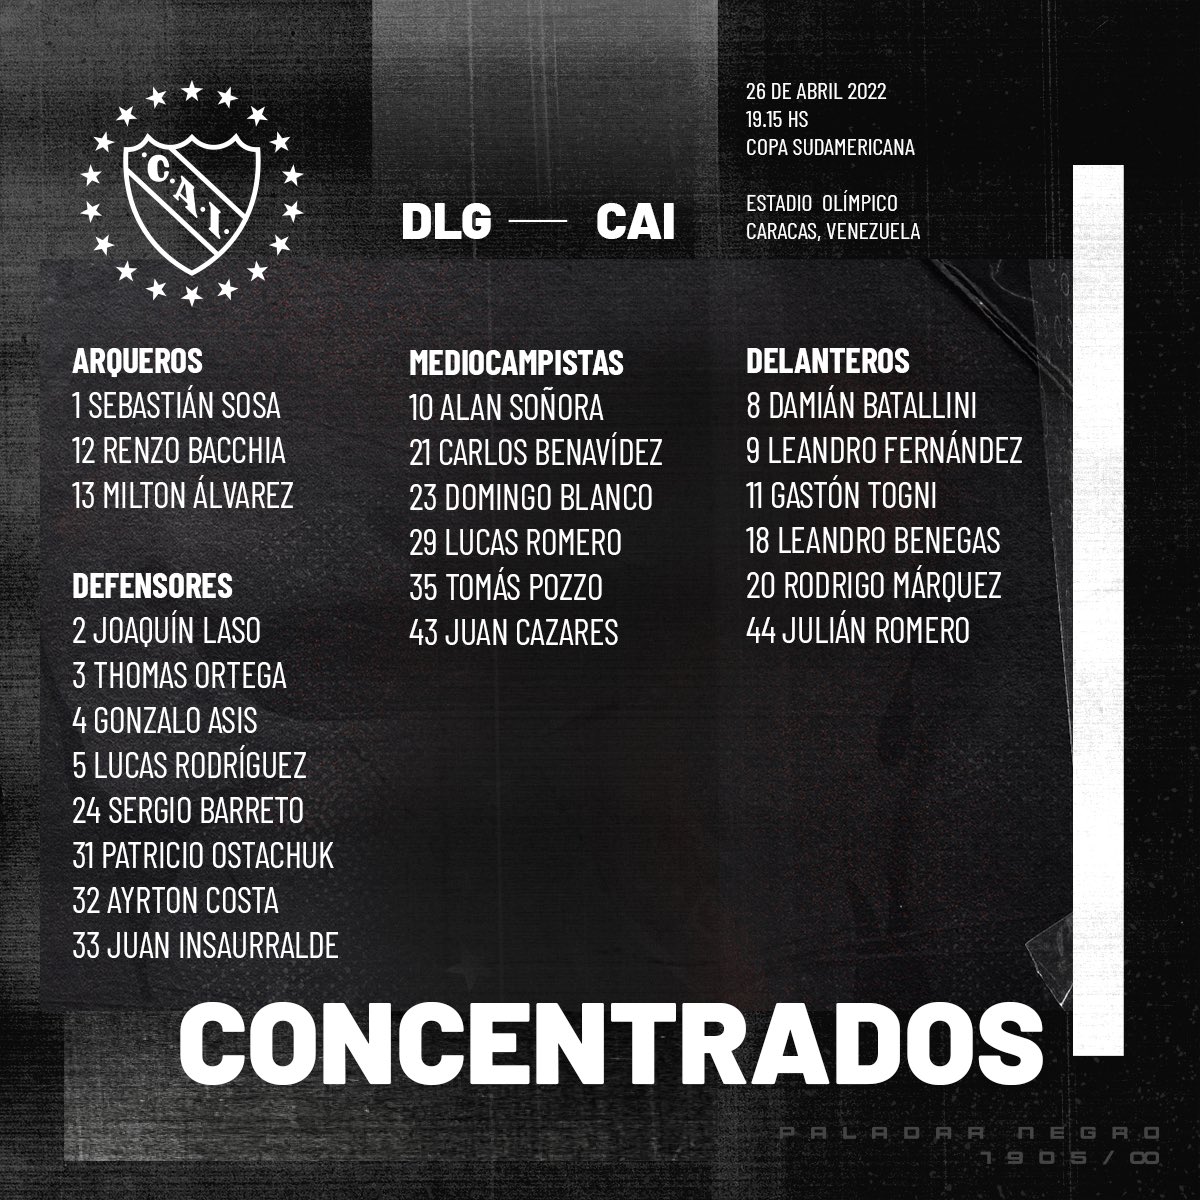 C.A.I.
DLG — CAI
26 DE ABRIL 2022
19.15 HS
COPA SUDAMERICANA
ESTADIO OLÍMPICO
CARACAS, VENEZUELA
ARQUEROS
1 SEBASTIÁN SOSA
12 RENZO BACCHIA
13 MILTON ÁLVAREZ
DEFENSORES
2 JOAQUÍN LASO
3 THOMAS ORTEGA
4 GONZALO ASIS
5 LUCAS RODRÍGUEZ
24 SERGIO BARRETO
31 PATRICIO OSTACHUK
32 AYRTON COSTA
33 JUAN INSAURRALDE
MEDIOCAMPISTAS
10 ALAN SOÑORA
21 CARLOS BENAVÍDEZ
23 DOMINGO BLANCO
29 LUCAS ROMERO
35 TOMÁS POZZO
43 JUAN CAZARES
DELANTEROS
8 DAMIÁN BATALLINI
9 LEANDRO FERNÁNDEZ
11 GASTÓN TOGNI
18 LEANDRO BENEGAS
20 RODRIGO MÁRQUEZ
44 JULIÁN ROMERO
CONCENTRADOS
PALADAR NEGRO
1905/∞